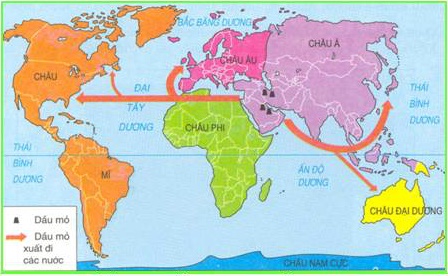 BẮC BĂNG DƯƠNG
CHÂU ÂU
CHÂU Á
CHÂU
ĐẠI
TÂY
DƯƠNG
THÁI
BÌNH
DƯƠNG
CHÂU PHI
THÁI
BÌNH
DƯƠNG
MĨ
ẤN ĐỘ
DƯƠNG
CHÂU ĐẠI DƯƠNG
Dầu mỏ
Dầu mỏ
xuất đi
các nước
CHÂU NAM CỰC